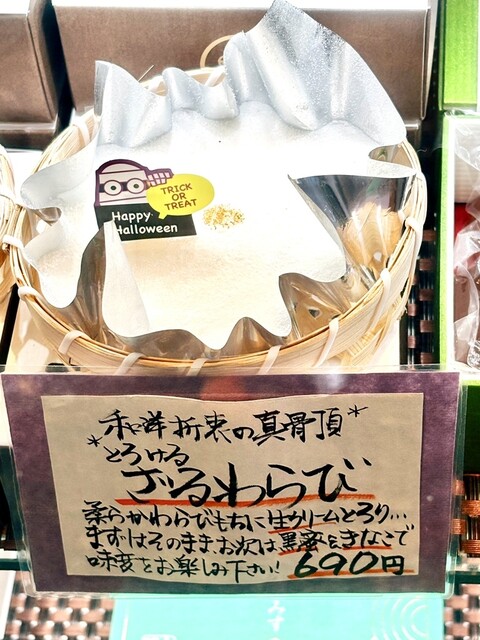 TRICK
OR
TREAT
Happy
Halloween
*和洋折衷の真骨頂*
とろける
ざるわらび
柔らかわらびもちに生クリームとろり...
まずはそのまま、お次は黒蜜&きなこで
味変をお楽しみ下さい! 690円